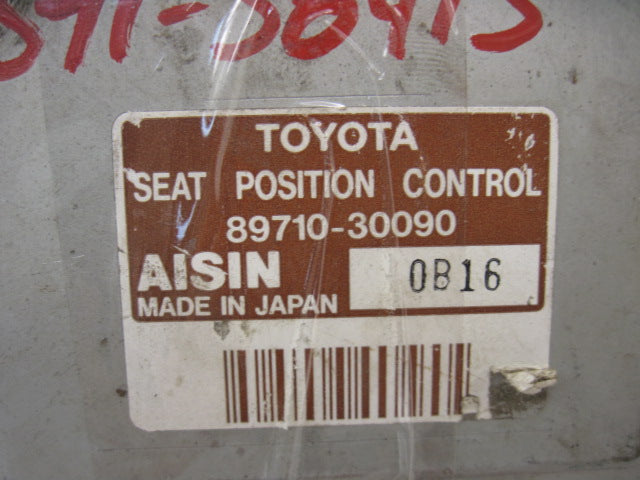 TOYOTA
SEAT POSITION CONTROL
89710-30090
AISIN 0B16
MADE IN JAPAN